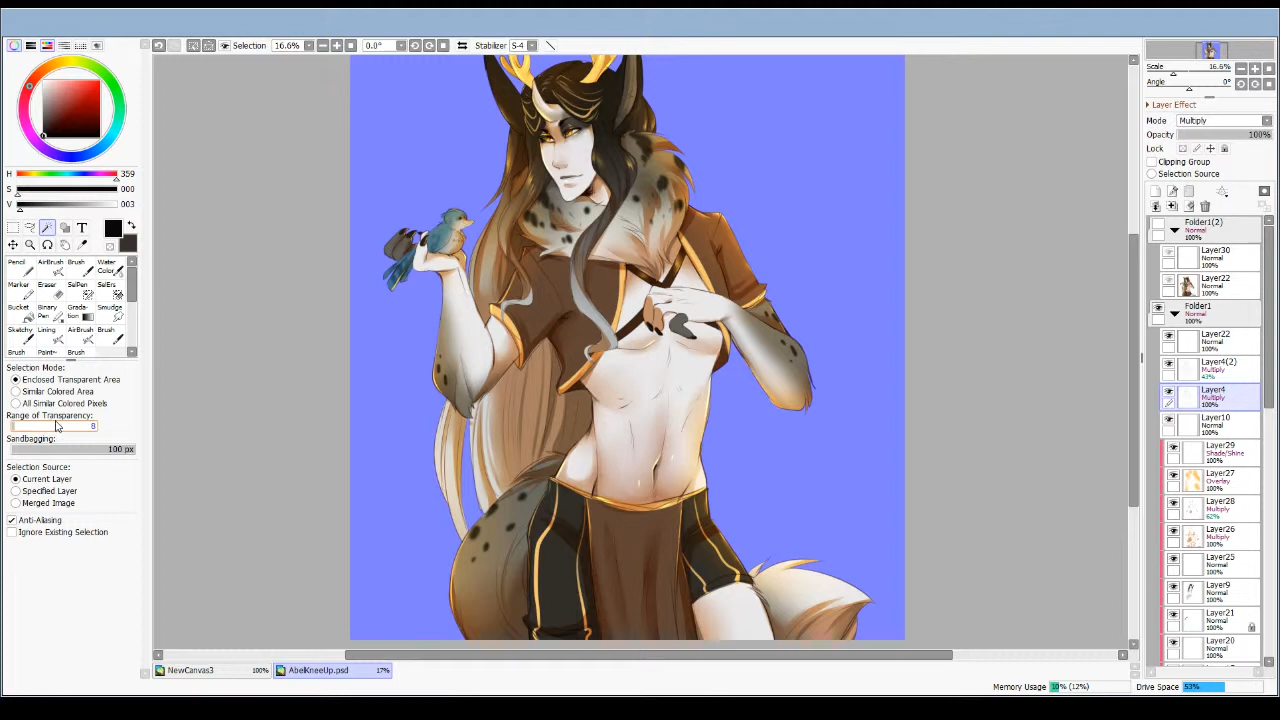 Selection 16.6% 0.0° Stabilizer S-4
Scale 16.6%
Angle 0°
Layer Effect
Mode Multiply
Opacity 100%
Lock
Clipping Group
Selection Source
H 359
S 000
V 003
T
Pencil AirBrush Brush Water Color
Marker Eraser SelPen SelErs
Bucket Binary Pen Gradation Smudge
Sketchy Lining AirBrush Brush
Brush Paint~ Brush
Selection Mode:
Enclosed Transparent Area
Similar Colored Area
All Similar Colored Pixels
Range of Transparency:
8
Sandbagging:
100 px
Selection Source:
Current Layer
Specified Layer
Merged Image
Anti-Aliasing
Ignore Existing Selection
Folder1(2)
Normal
100%
Layer30
Normal
100%
Layer22
Normal
100%
Folder1
Normal
100%
Layer22
Normal
100%
Layer4(2)
Multiply
43%
Layer4
Multiply
100%
Layer10
Normal
100%
Layer29
Shade/Shine
100%
Layer27
Overlay
100%
Layer28
Multiply
62%
Layer26
Multiply
100%
Layer25
Normal
100%
Layer9
Normal
100%
Layer21
Normal
100%
Layer20
Normal
100%
NewCanvas3 100% AbelKneeUp.psd 17%
Memory Usage 10% (12%) Drive Space 53%